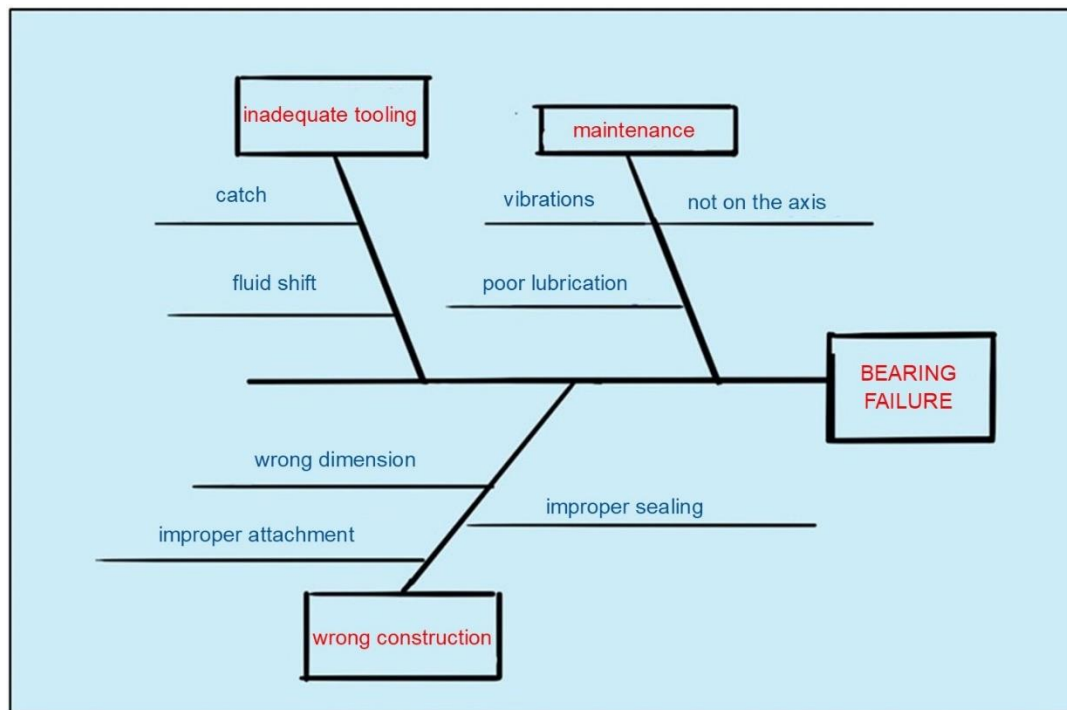 inadequate tooling
maintenance
catch
vibrations
not on the axis
fluid shift
poor lubrication
BEARING
FAILURE
wrong dimension
improper sealing
improper attachment
wrong construction